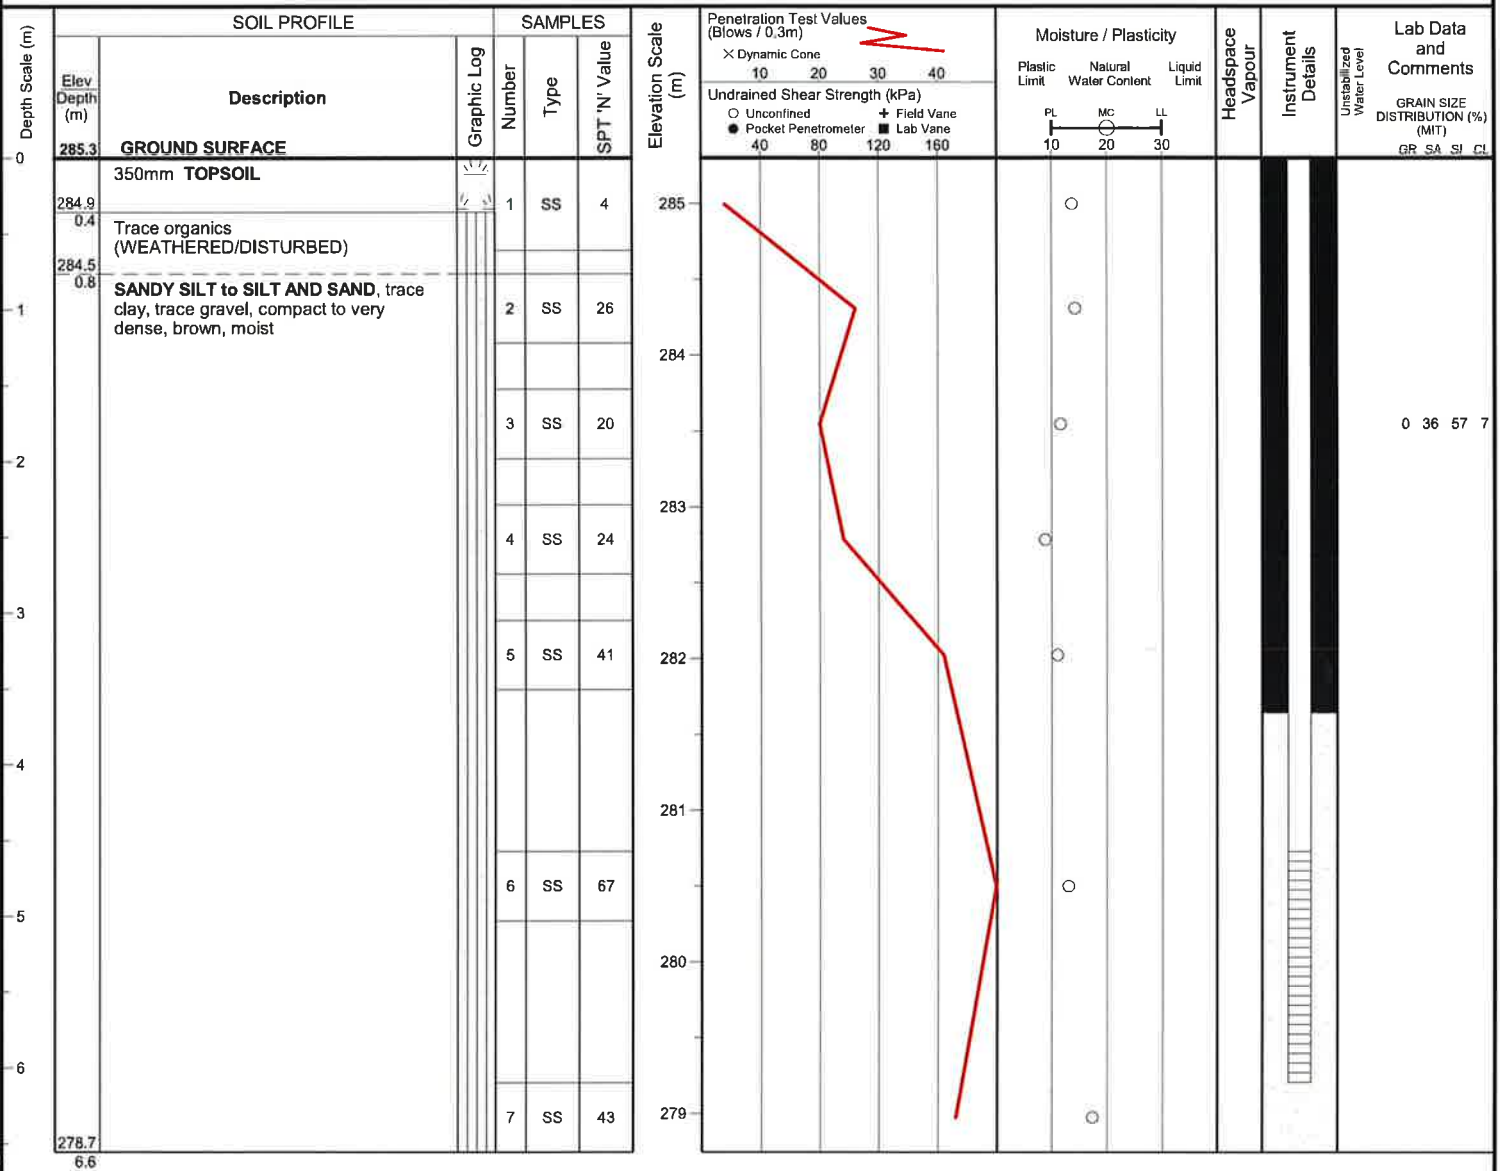 SOIL PROFILE
SAMPLES
Depth Scale (m)
Elev
Depth
(m)
Description
Graphic Log
Number
Type
SPT 'N' Value
Elevation Scale
(m)
Penetration Test Values
(Blows / 0.3m)
× Dynamic Cone
10 20 30 40
Undrained Shear Strength (kPa)
Unconfined
+ Field Vane
Pocket Penetrometer
Lab Vane
40 80 120 160
Moisture / Plasticity
Plastic
Limit
Natural
Water Content
Liquid
Limit
PL MC LL
10 20 30
Headspace
Vapour
Instrument
Details
Unstabilized
Water Level
Lab Data
and
Comments
GRAIN SIZE
DISTRIBUTION (%)
(MIT)
GR SA SI CL
285.3 GROUND SURFACE
0
350mm TOPSOIL
284.9
0.4
1 SS 4
285
Trace organics
(WEATHERED/DISTURBED)
284.5
0.8
SANDY SILT to SILT AND SAND, trace
clay, trace gravel, compact to very
dense, brown, moist
1
2 SS 26
284
3 SS 20
0 36 57 7
2
283
4 SS 24
3
5 SS 41
282
4
281
6 SS 67
5
280
6
7 SS 43
279
278.7
6.6